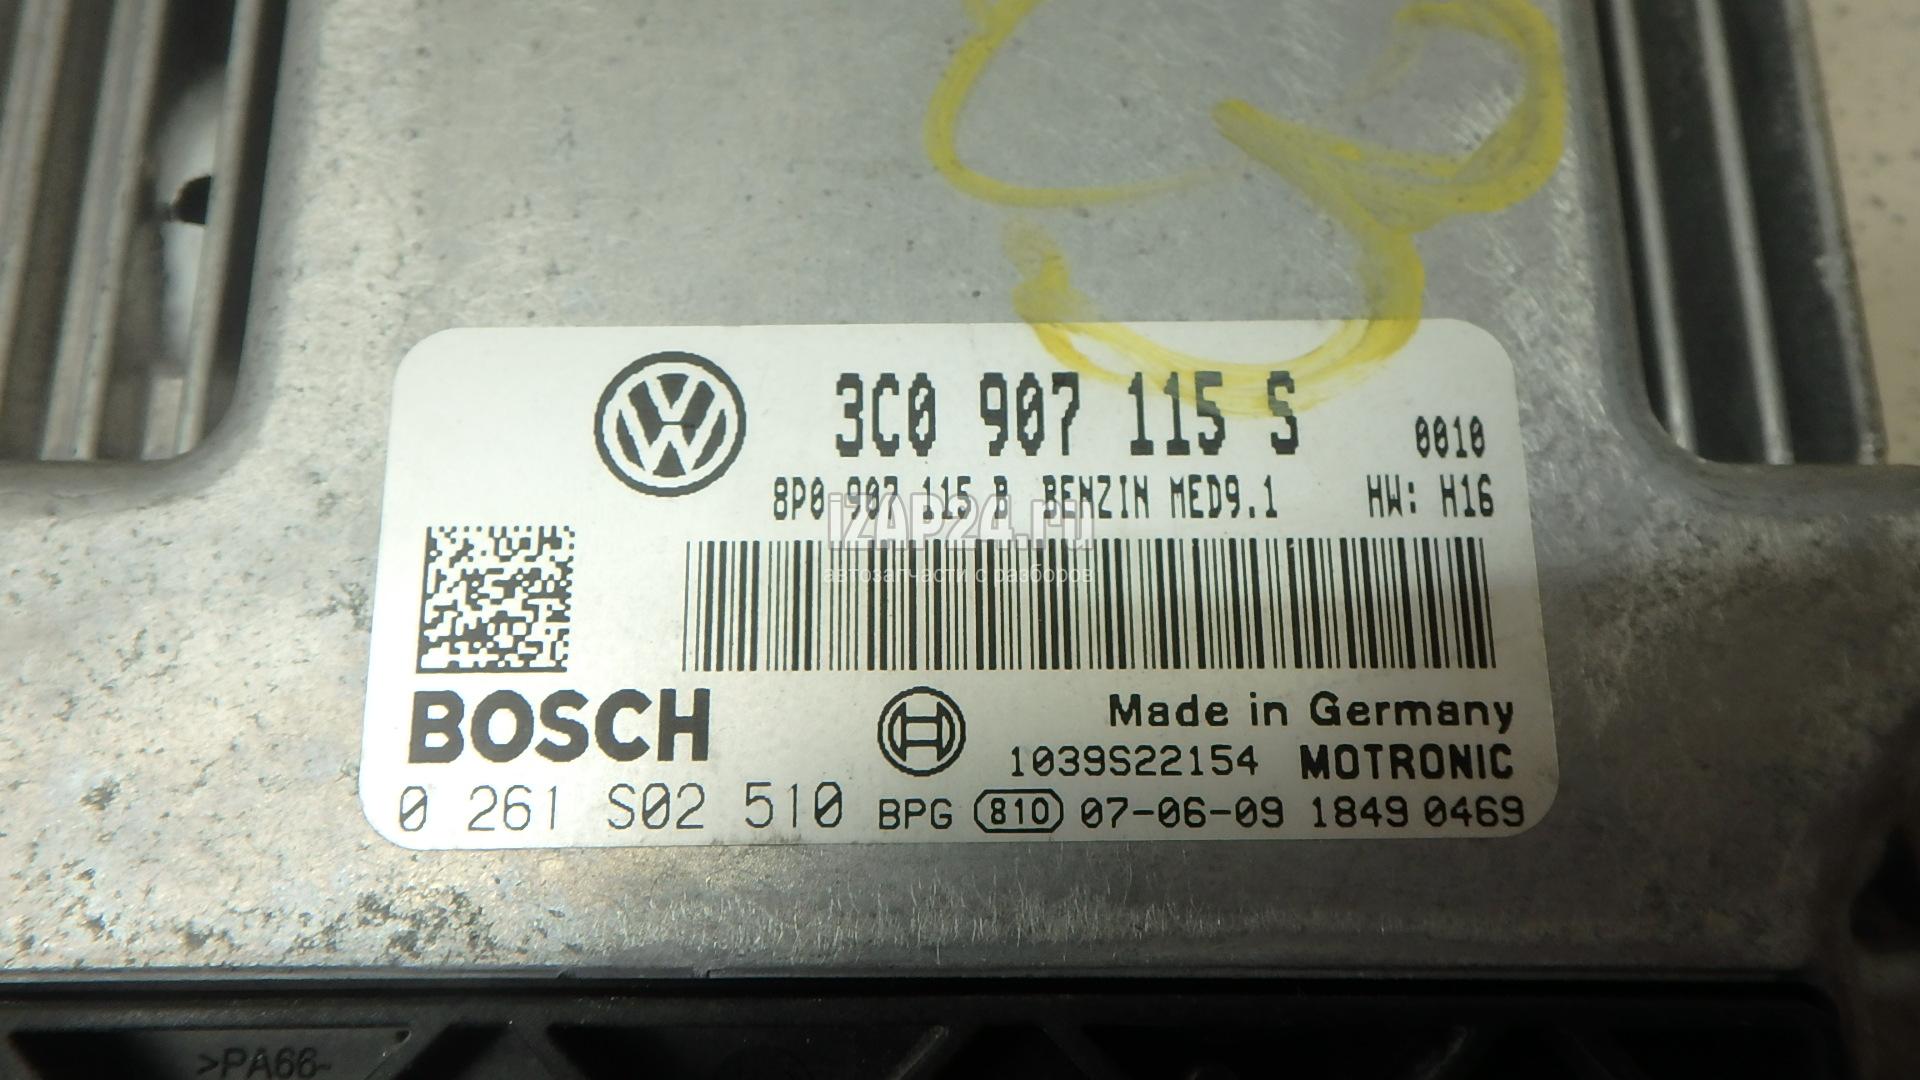 3C0 907 115 S 0010
8P0 907 115 B BENZIN MED9.1 HW: H16
IZAP24.ru
автозапчасти с разборов
BOSCH Made in Germany
1039S22154 MOTRONIC
0 261 S02 510 BPG 810 07-06-09 1849 0469
>PA66-